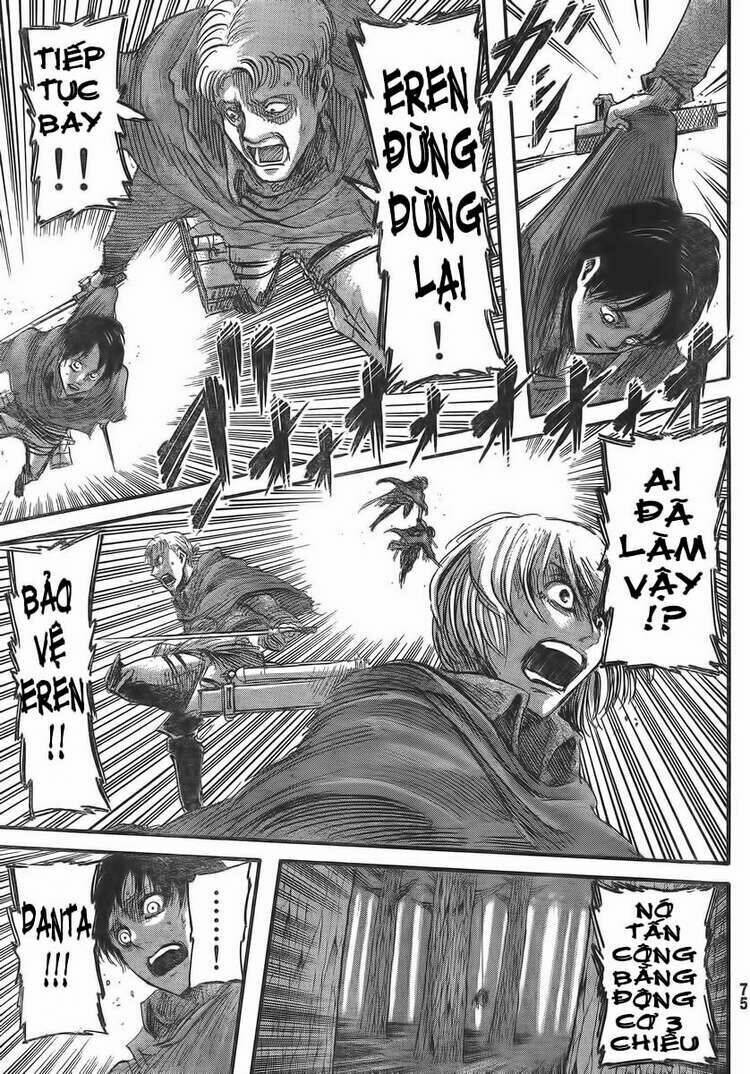 EREN
ĐỪNG
DỪNG
LẠI
!
TIẾP
TỤC
BAY
!!
AI
ĐÃ
LÀM
VẬY
!?
BẢO
VỆ
EREN
!!
NÓ
TẤN
CÔNG
BẰNG
ĐỘNG
CƠ 3
CHIỀU
........!
DANTA
!!!
75